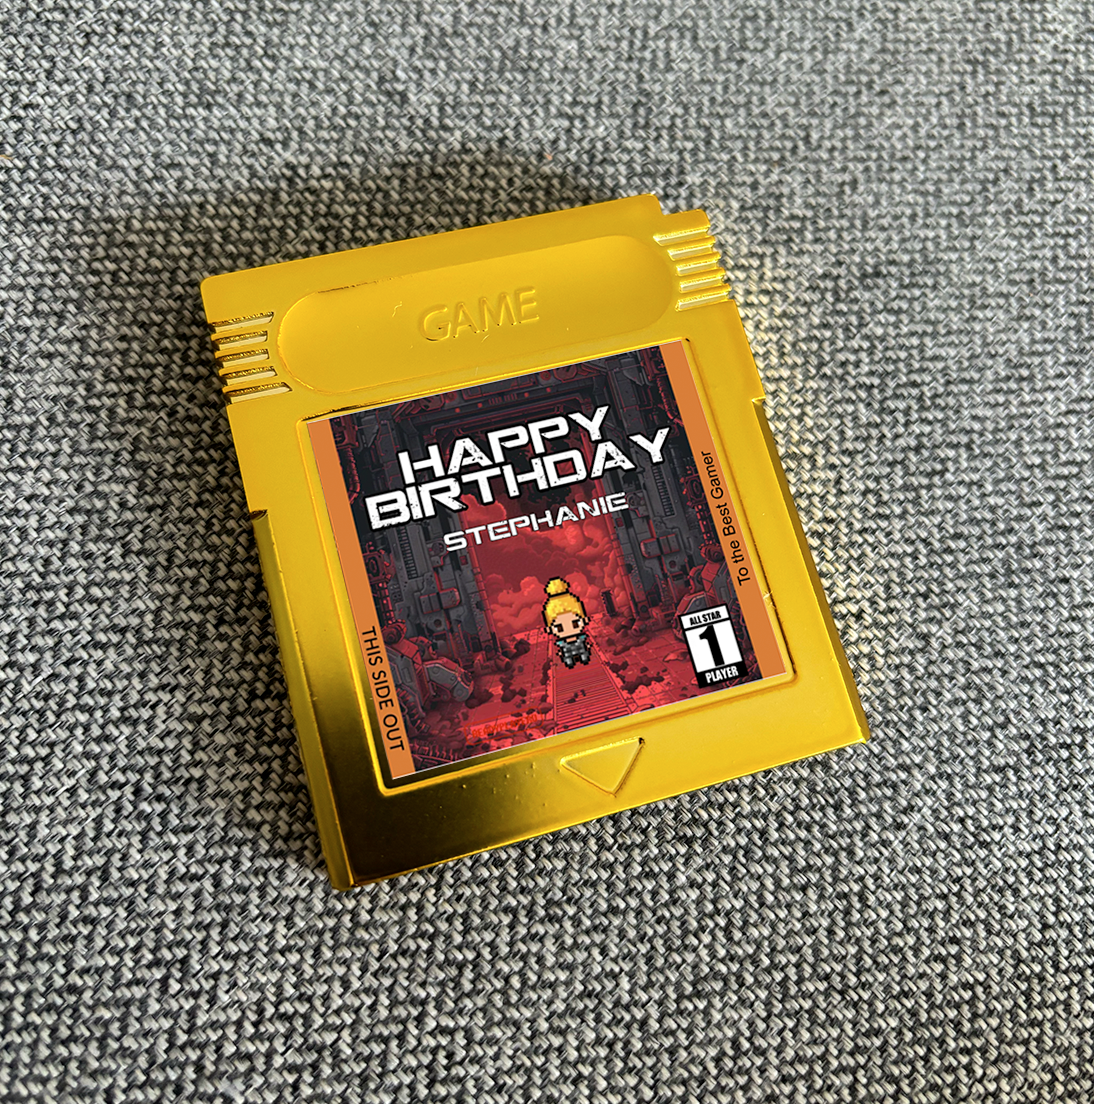 GAME
HAPPY
BIRTHDAY
STEPHANIE
To the Best Gamer
THIS SIDE OUT
ALL STAR
1
PLAYER